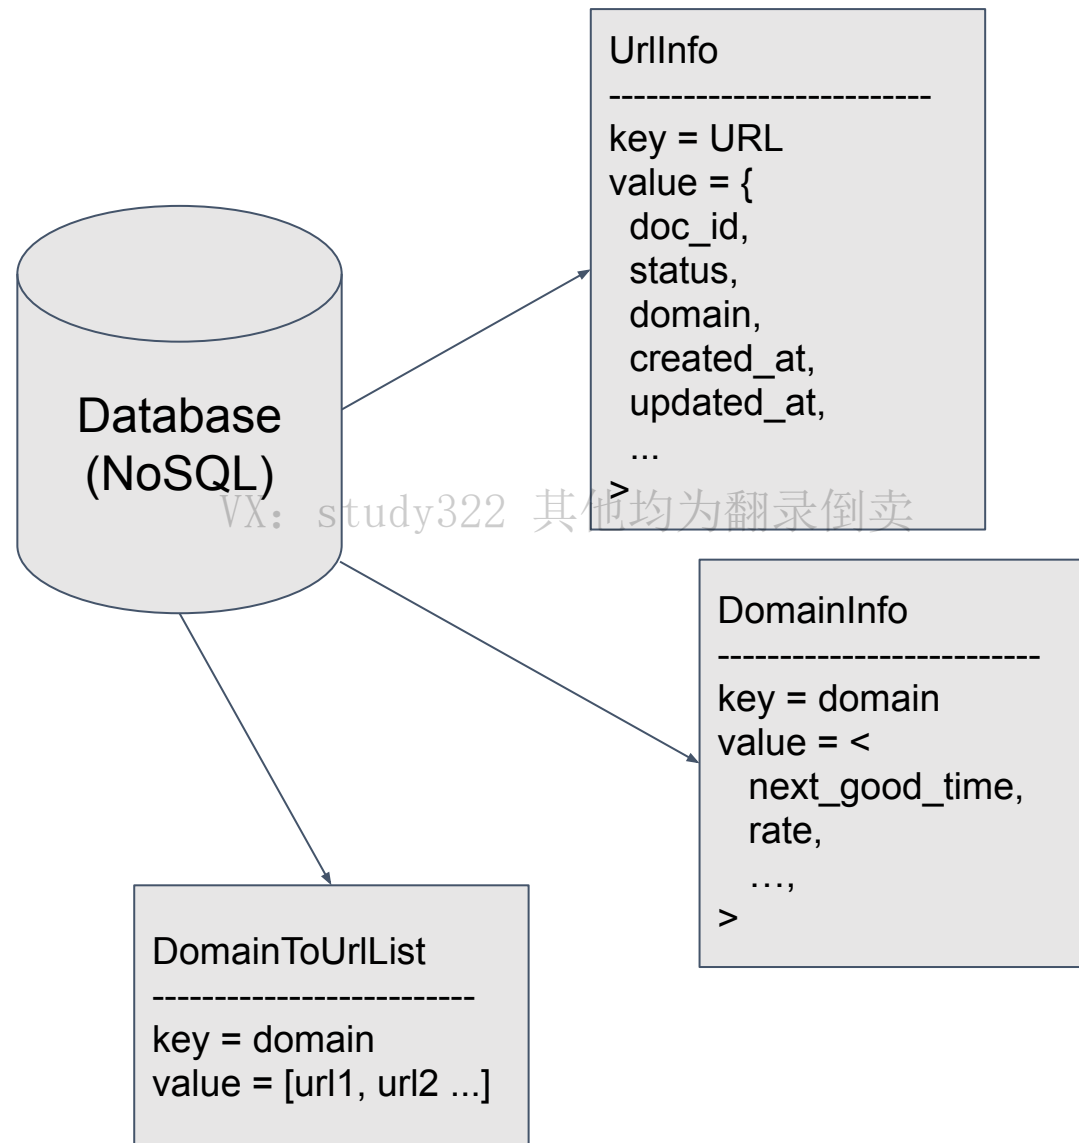 UrlInfo
--------------------------
key = URL
value = {
doc_id,
status,
domain,
created_at,
updated_at,
...
>
Database
(NoSQL)
VX: study322 其他均为翻录倒卖
DomainInfo
--------------------------
key = domain
value = <
next_good_time,
rate,
…,
>
DomainToUrlList
--------------------------
key = domain
value = [url1, url2 ...]